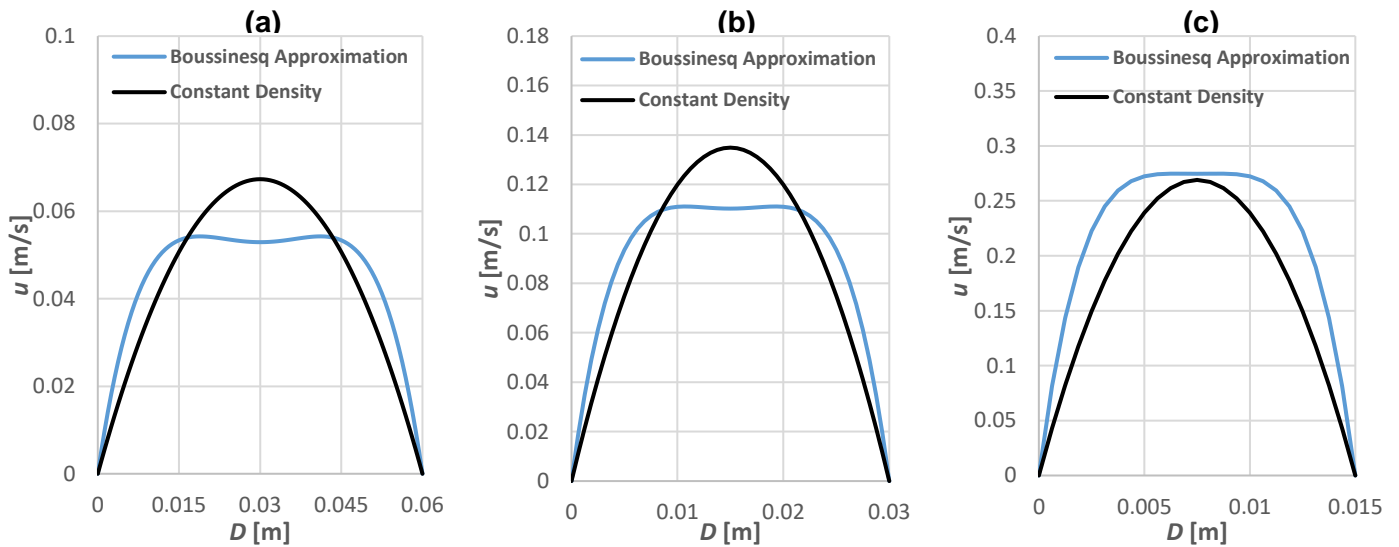 (a)
0.1
0.08
0.06
0.04
0.02
0
u [m/s]
Boussinesq Approximation
Constant Density
0
0.015
0.03
0.045
0.06
D [m]
(b)
0.18
0.16
0.14
0.12
0.1
0.08
0.06
0.04
0.02
0
u [m/s]
Boussinesq Approximation
Constant Density
0
0.01
0.02
0.03
D [m]
(c)
0.4
0.35
0.3
0.25
0.2
0.15
0.1
0.05
0
u [m/s]
Boussinesq Approximation
Constant Density
0
0.005
0.01
0.015
D [m]